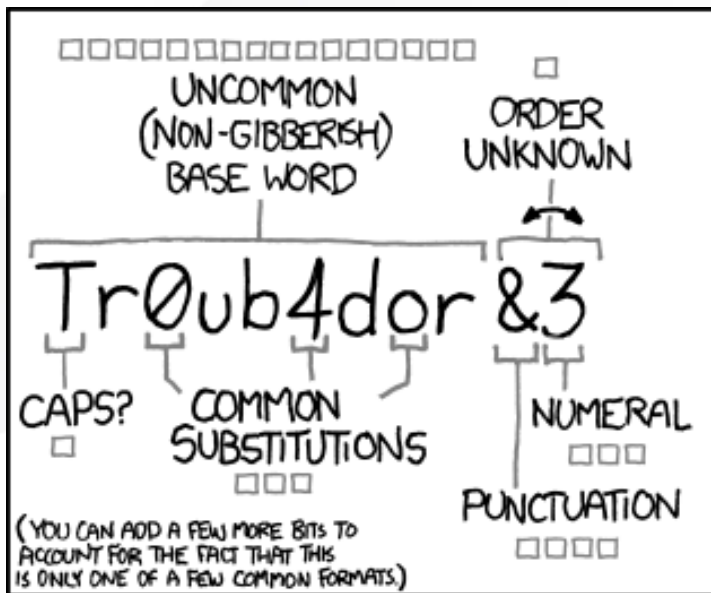 UNCOMMON
(NON-GIBBERISH)
BASE WORD
ORDER
UNKNOWN
Tr0ub4dor &3
CAPS?
COMMON
SUBSTITUTIONS
NUMERAL
PUNCTUATION
(YOU CAN ADD A FEW MORE BITS TO
ACCOUNT FOR THE FACT THAT THIS
IS ONLY ONE OF A FEW COMMON FORMATS.)